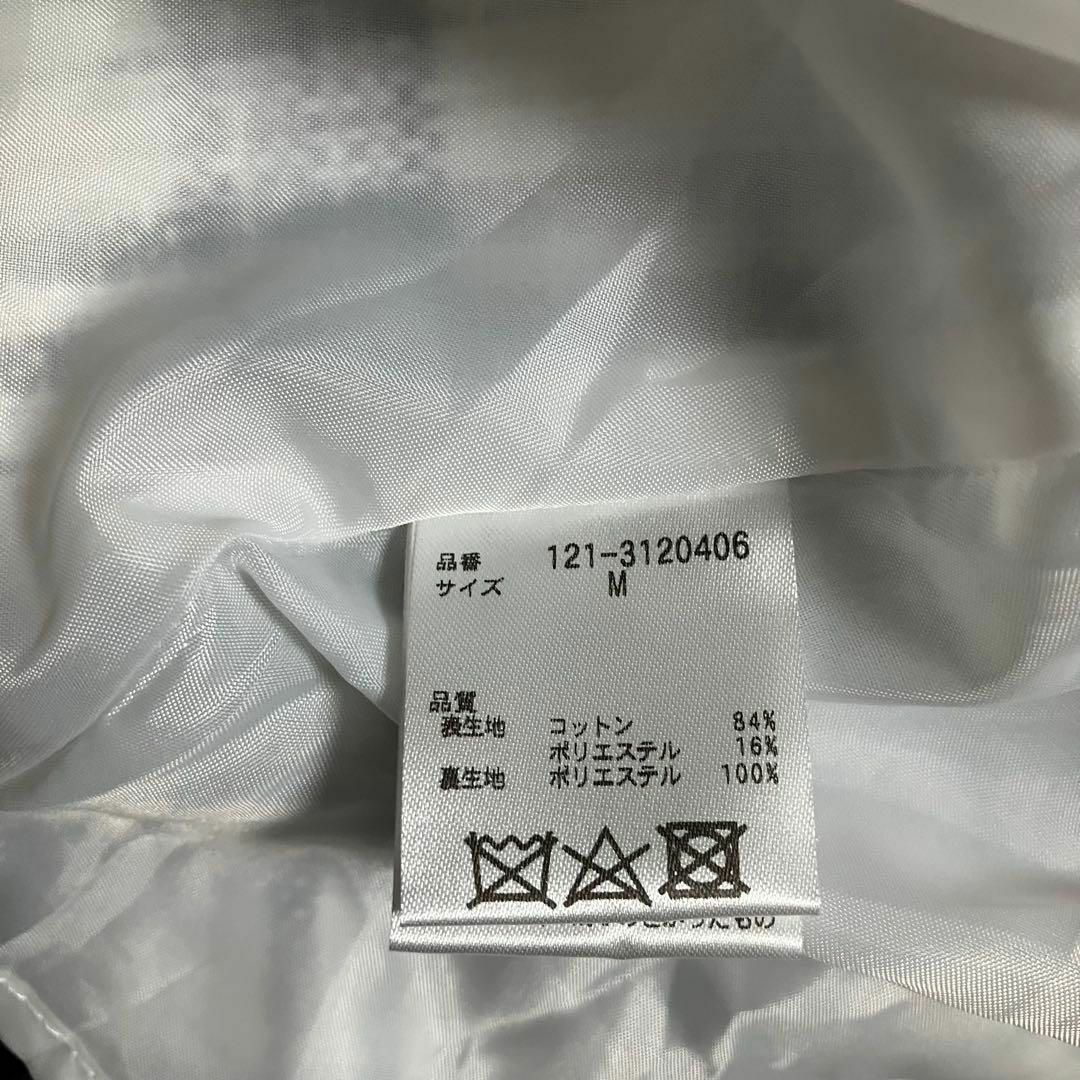 品番 121-3120406
サイズ M
品質
表生地 コットン 84%
ポリエステル 16%
裏生地 ポリエステル 100%